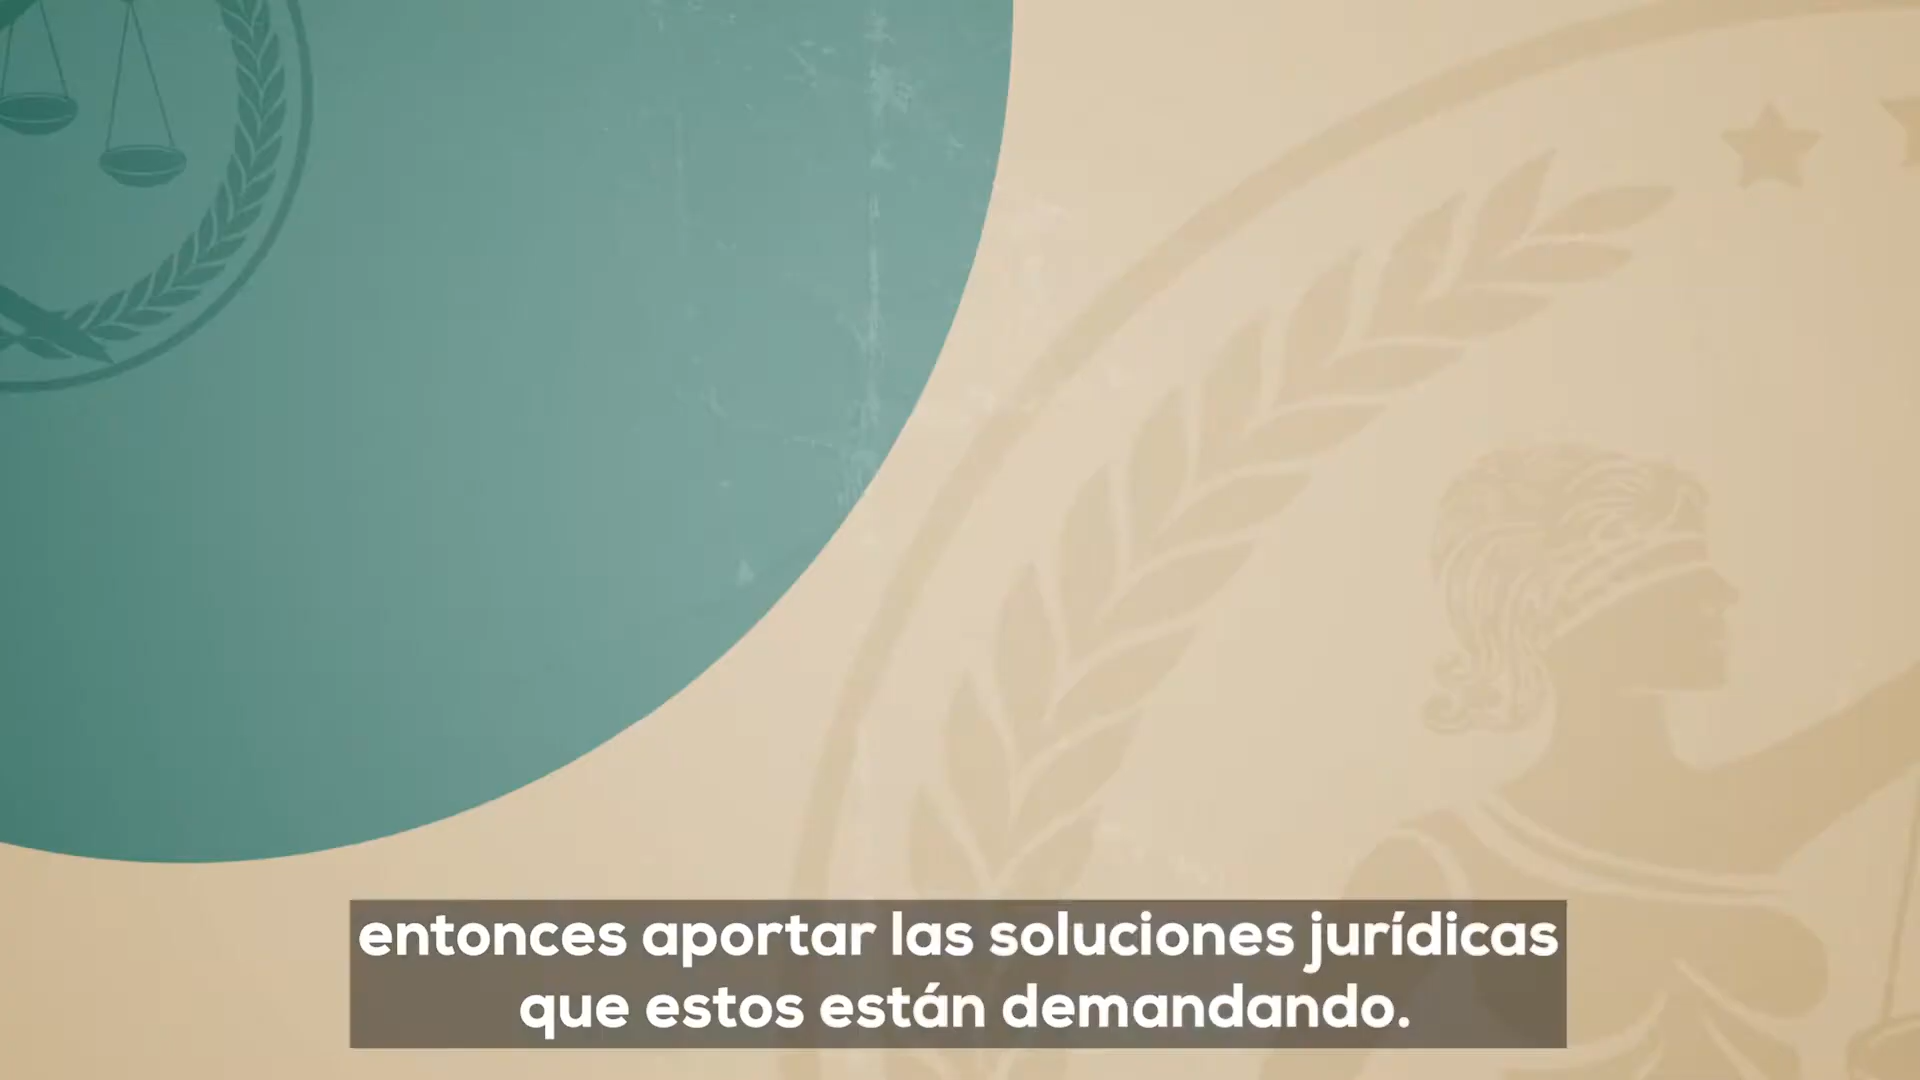 entonces aportar las soluciones jurídicas
que estos están demandando.